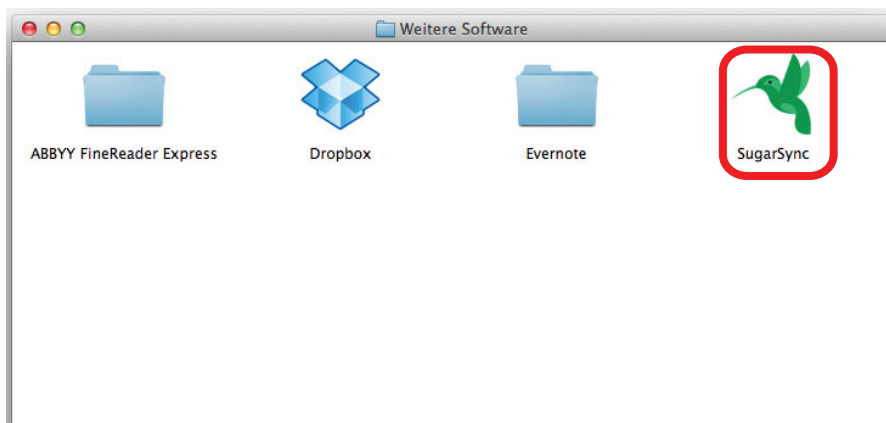 Weitere Software
ABBYY FineReader Express
Dropbox
Evernote
SugarSync